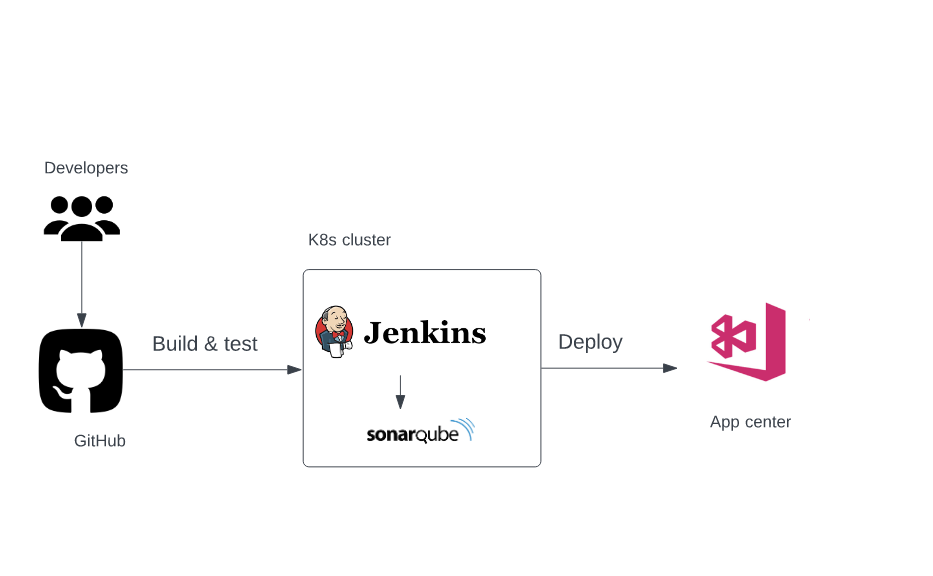 Developers
K8s cluster
Jenkins
Build & test
Deploy
sonarqube
App center
GitHub